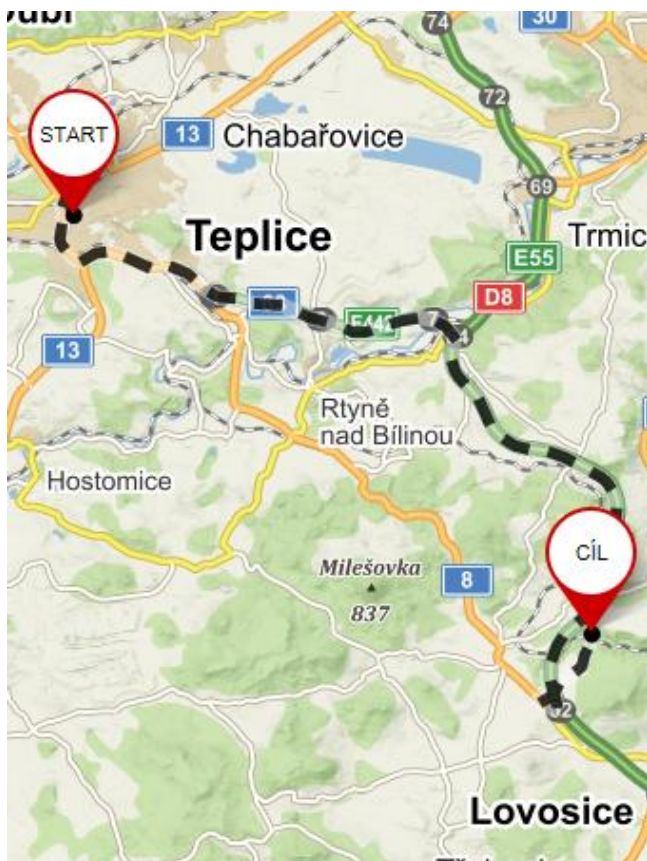 74
30
72
START
13
Chabařovice
69
Teplice
Trmic
E55
D8
E442
7
13
Rtyně
nad Bílinou
Hostomice
CÍL
Milešovka
837
8
Lovosice